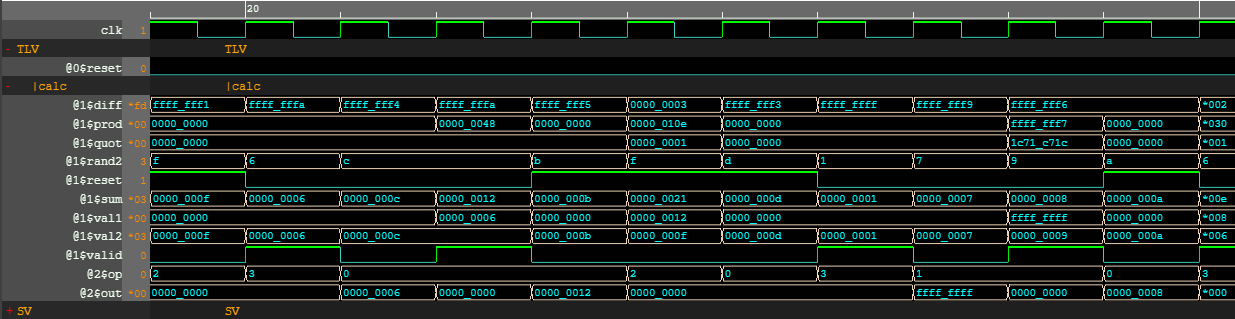 20
clk 1
- TLV TLV
@0$reset 0
- |calc |calc
@1$diff *fd ffff_fff1 ffff_fffa ffff_fff4 ffff_fffa ffff_fff5 0000_0003 ffff_fff3 ffff_ffff ffff_fff9 ffff_fff6 *002
@1$prod *00 0000_0000 0000_0048 0000_0000 0000_010e 0000_0000 ffff_fff7 0000_0000 *030
@1$quot *00 0000_0000 0000_0001 0000_0000 1c71_c71c 0000_0000 *001
@1$rand2 3 f 6 c b f d 1 7 9 a 6
@1$reset 1
@1$sum *03 0000_000f 0000_0006 0000_000c 0000_0012 0000_000b 0000_0021 0000_000d 0000_0001 0000_0007 0000_0008 0000_000a *00e
@1$val1 *00 0000_0000 0000_0006 0000_0000 0000_0012 0000_0000 ffff_ffff 0000_0000 *008
@1$val2 *03 0000_000f 0000_0006 0000_000c 0000_000b 0000_000f 0000_000d 0000_0001 0000_0007 0000_0009 0000_000a *006
@1$valid 0
@2$op 0 2 3 0 2 0 3 1 0 3
@2$out *00 0000_0000 0000_0006 0000_0000 0000_0012 0000_0000 ffff_ffff 0000_0000 0000_0008 *000
+ SV SV